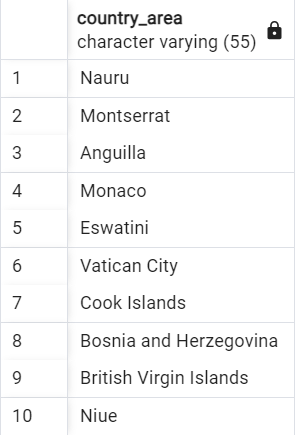 country_area
character varying (55)
1 Nauru
2 Montserrat
3 Anguilla
4 Monaco
5 Eswatini
6 Vatican City
7 Cook Islands
8 Bosnia and Herzegovina
9 British Virgin Islands
10 Niue